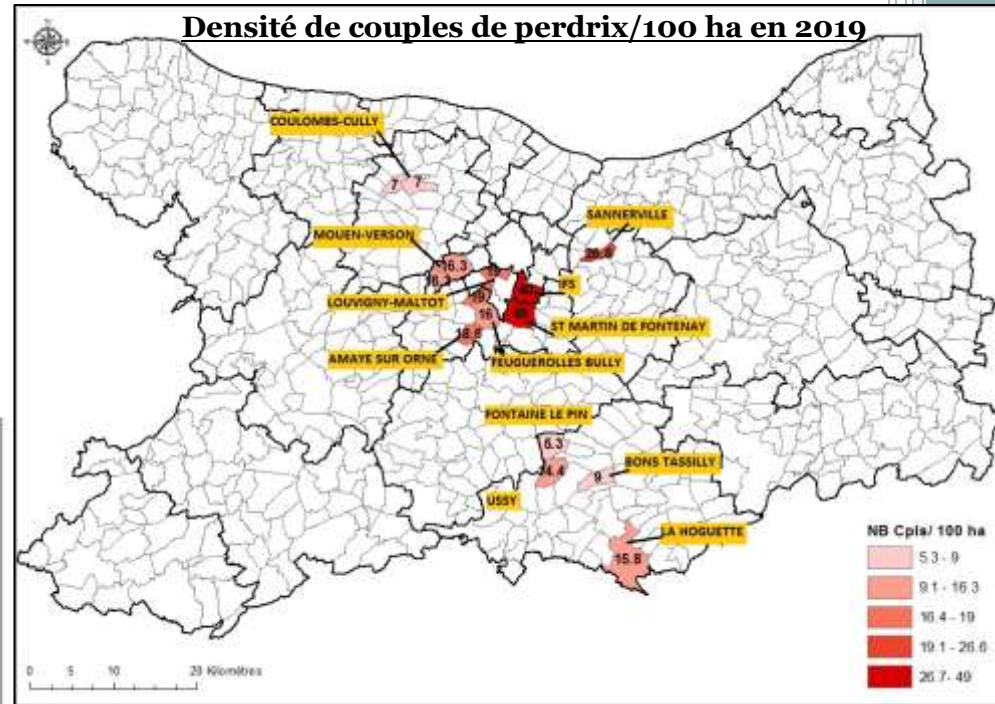 Densité de couples de perdrix/100 ha en 2019
COULOMBS-CULLY
7 7
SANNERVILLE
MOUEN-VERSON
16.3
IFS
LOUVIGNY-MALTOT
16
ST MARTIN DE FONTENAY
AMAYE SUR ORNE
FEUGUEROLLES BULLY
FONTAINE LE PIN
5.3
BONS TASSILLY
9
USSY
LA HOGUETTE
15.8
NB Cpls/ 100 ha
5.3 - 9
9.1 - 16.3
16.4 - 19
19.1 - 26.6
26.7- 49
0 5 10 20 Kilomètres